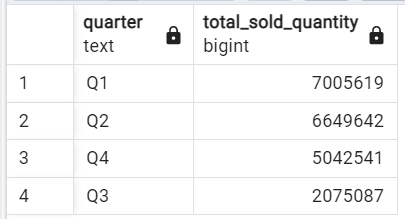 quarter total_sold_quantity
text bigint
1 Q1 7005619
2 Q2 6649642
3 Q4 5042541
4 Q3 2075087